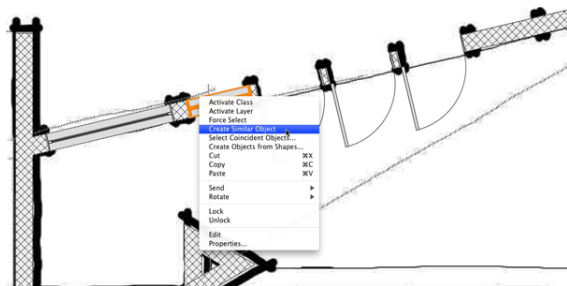 Activate Class
Activate Layer
Force Select
Create Similar Object
Select Coincident Objects...
Create Objects from Shapes...
Cut ⌘X
Copy ⌘C
Paste ⌘V
Send ▶
Rotate ▶
Lock
Unlock
Edit
Properties...